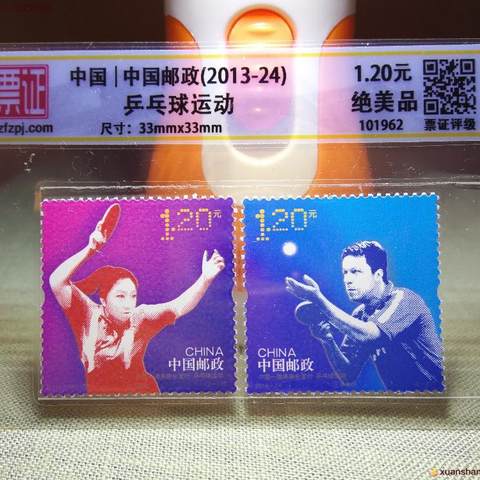 票证
zfzpj.com
中国|中国邮政(2013-24)
乒乓球运动
尺寸: 33mmx33mm
1.20元
绝美品
101962 票证评级
1.20元
CHINA
中国邮政
1.20元
CHINA
中国邮政
xuanshan